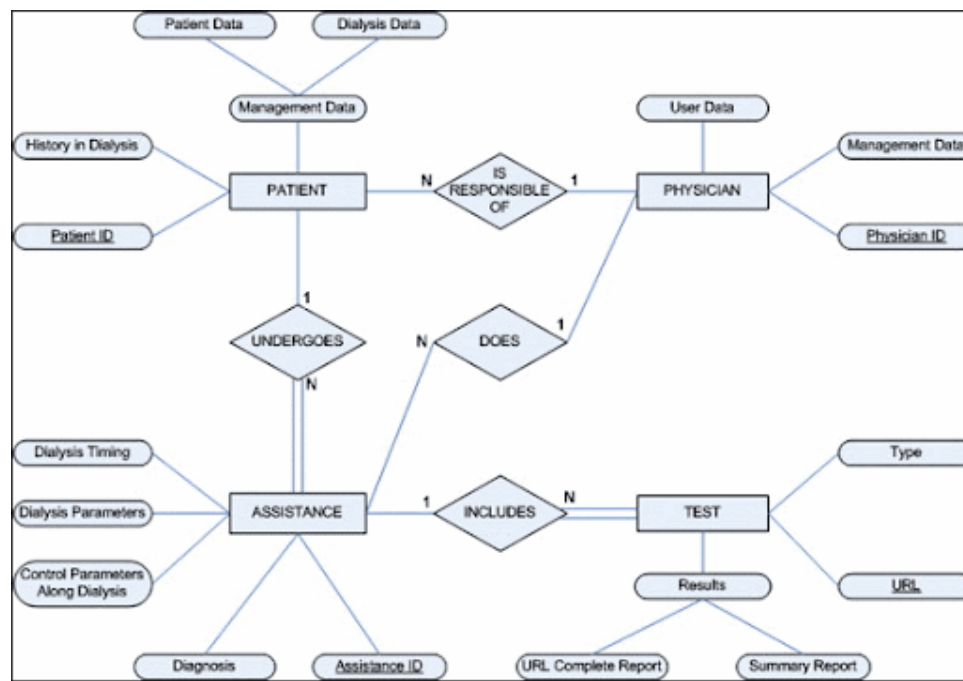 Patient Data
Dialysis Data
Management Data
User Data
History in Dialysis
Management Data
PATIENT
N
IS
RESPONSIBLE
OF
1
PHYSICIAN
Patient ID
Physician ID
1
UNDERGOES
N
N
DOES
1
Dialysis Timing
Type
Dialysis Parameters
ASSISTANCE
1
INCLUDES
N
TEST
Control Parameters
Along Dialysis
Results
URL
Diagnosis
Assistance ID
URL Complete Report
Summary Report